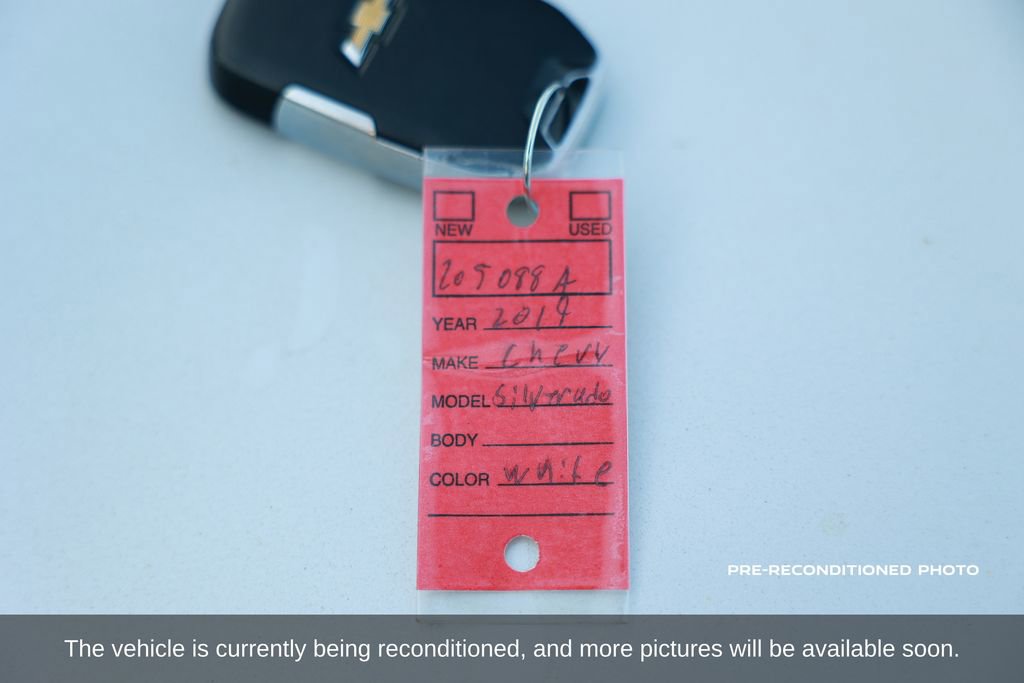 NEW USED
205088A
YEAR 2019
MAKE Chevy
MODEL Silverado
BODY
COLOR white
PRE-RECONDITIONED PHOTO
The vehicle is currently being reconditioned, and more pictures will be available soon.